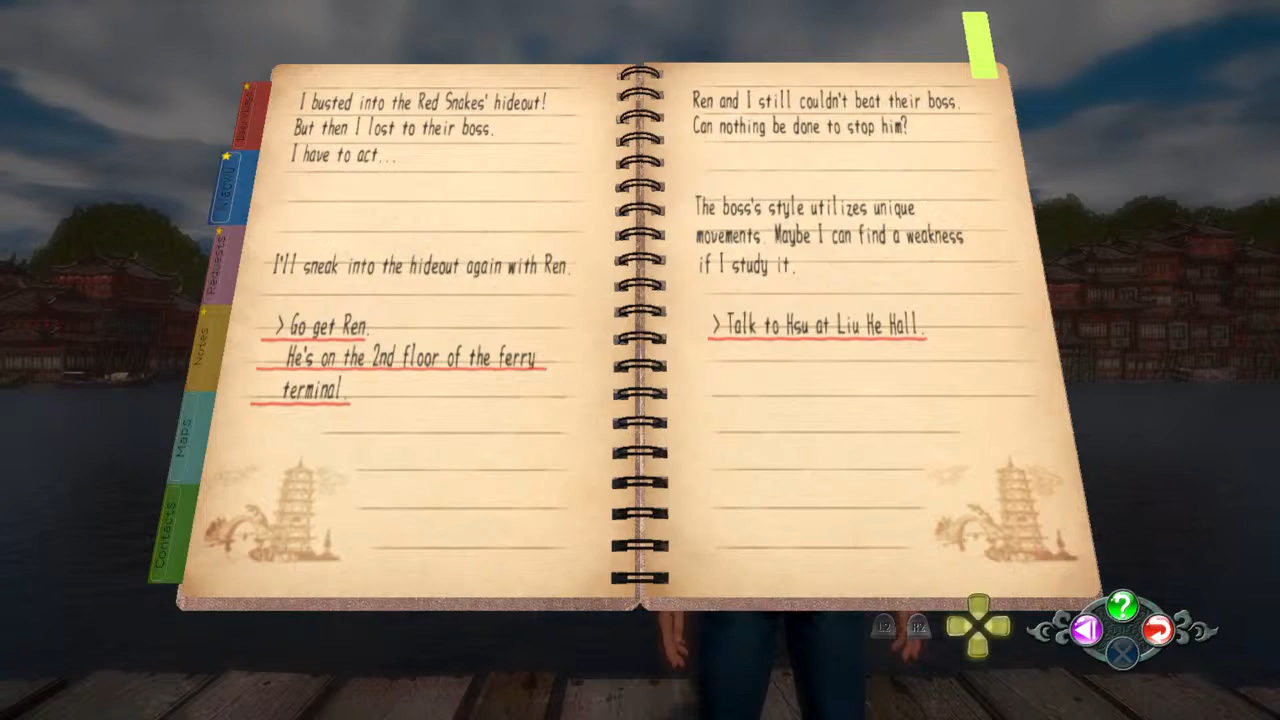 I busted into the Red Snakes' hideout!
But then I lost to their boss.
I have to act...
I'll sneak into the hideout again with Ren.
> Go get Ren.
He's on the 2nd floor of the ferry
terminal.
Ren and I still couldn't beat their boss.
Can nothing be done to stop him?
The boss's style utilizes unique
movements. Maybe I can find a weakness
if I study it.
> Talk to Hsu at Liu He Hall.
Requests
Notes
Maps
Contacts
L2
R2
?